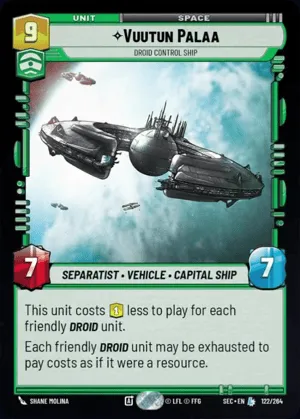 UNIT SPACE
9
✧VUUTUN PALAA
DROID CONTROL SHIP
7
7
SEPARATIST • VEHICLE • CAPITAL SHIP
This unit costs 1 less to play for each
friendly DROID unit.
Each friendly DROID unit may be exhausted to
pay costs as if it were a resource.
SHANE MOLINA © LFL © FFG SEC • EN 122/264